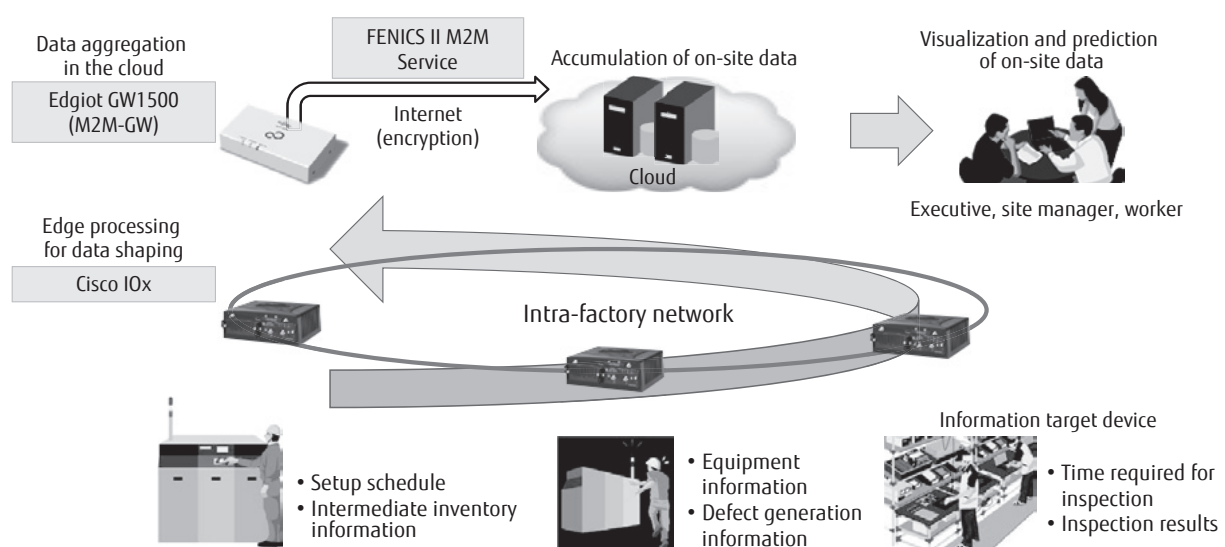 Data aggregation
in the cloud
Edgiot GW1500
(M2M-GW)
FENICS II M2M
Service
Internet
(encryption)
Accumulation of on-site data
Cloud
Visualization and prediction
of on-site data
Executive, site manager, worker
Edge processing
for data shaping
Cisco IOx
Intra-factory network
• Setup schedule
• Intermediate inventory
information
• Equipment
information
• Defect generation
information
Information target device
• Time required for
inspection
• Inspection results